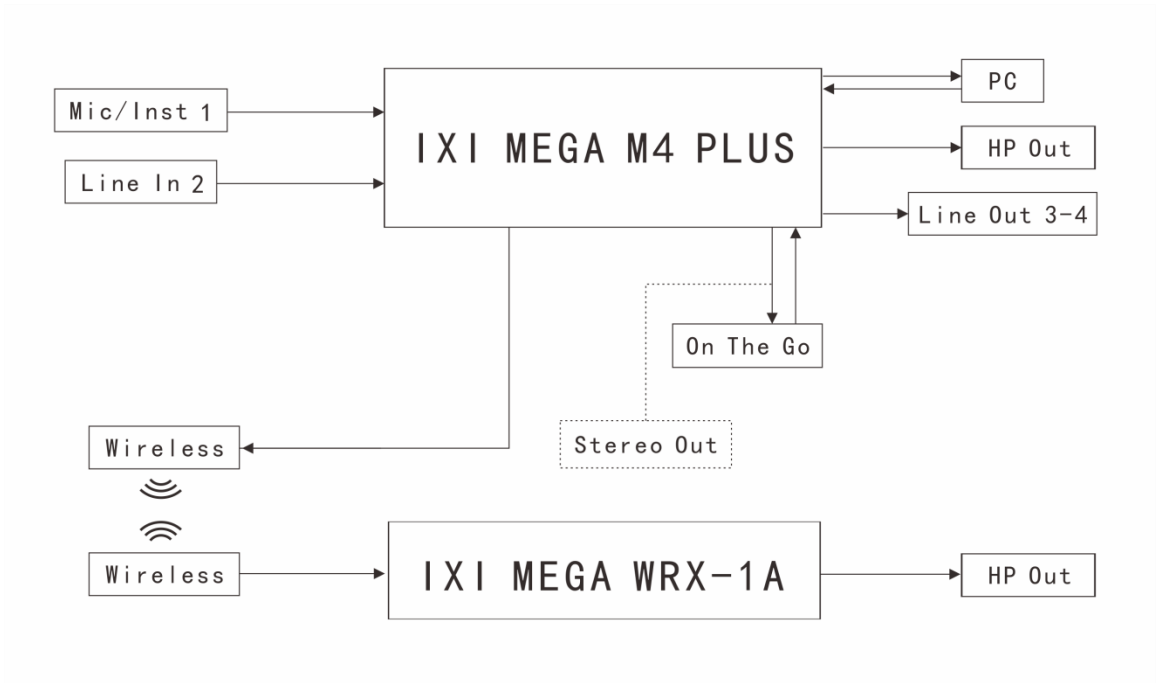 Mic/Inst 1
Line In 2
IXI MEGA M4 PLUS
PC
HP Out
Line Out 3-4
On The Go
Stereo Out
Wireless
Wireless
IXI MEGA WRX-1A
HP Out